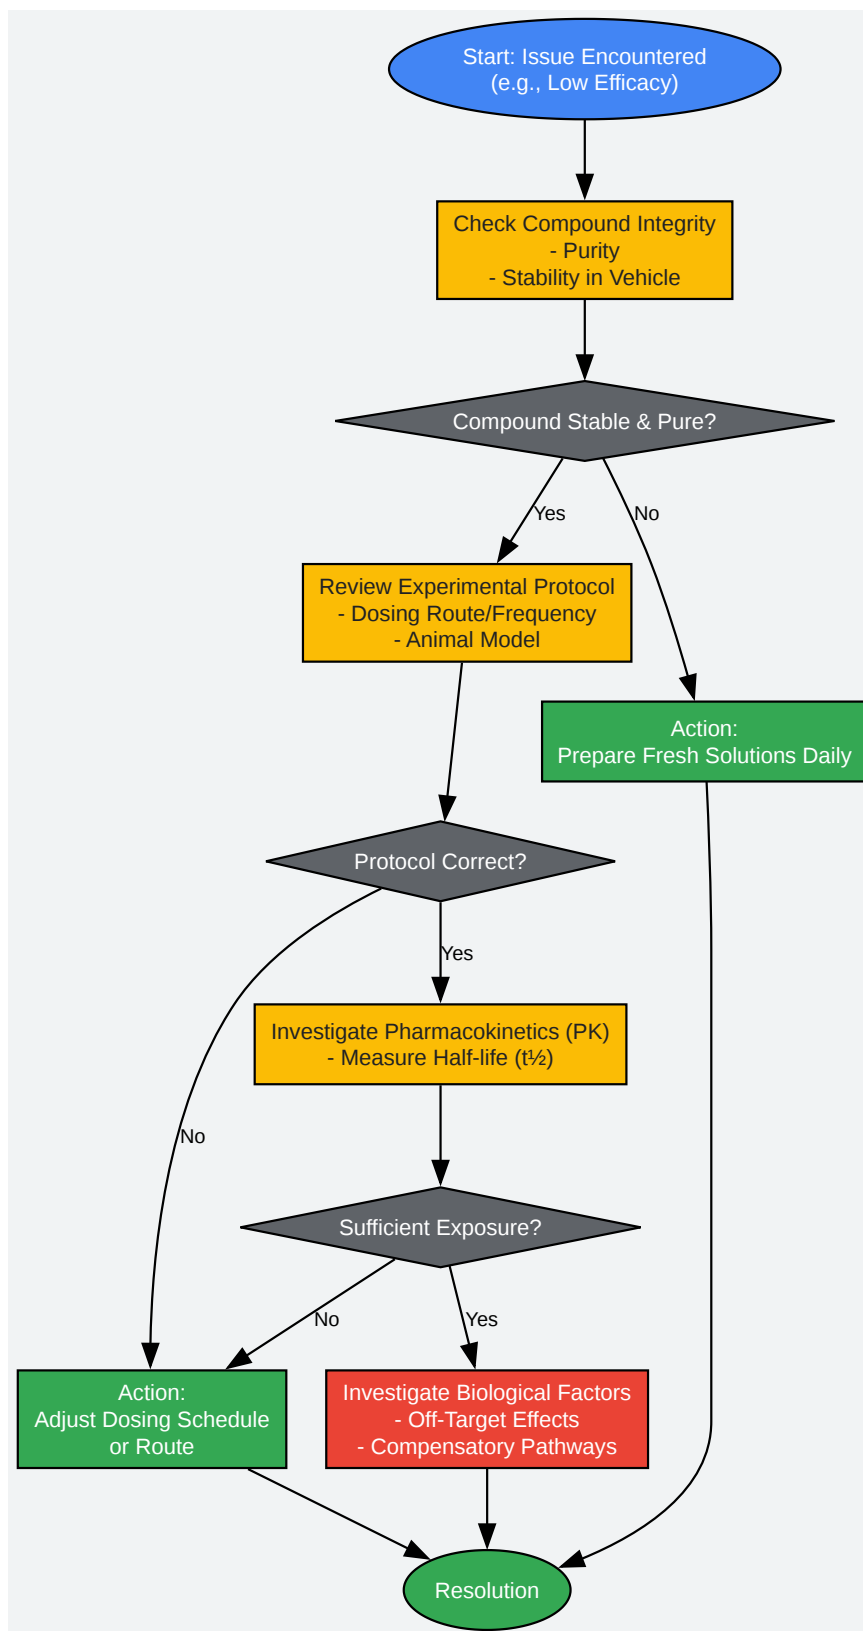 Start: Issue Encountered
(e.g., Low Efficacy)
Check Compound Integrity
- Purity
- Stability in Vehicle
Compound Stable & Pure?
Yes
No
Review Experimental Protocol
- Dosing Route/Frequency
- Animal Model
Action:
Prepare Fresh Solutions Daily
Protocol Correct?
Yes
Investigate Pharmacokinetics (PK)
- Measure Half-life (t½)
No
Sufficient Exposure?
No
Yes
Action:
Adjust Dosing Schedule
or Route
Investigate Biological Factors
- Off-Target Effects
- Compensatory Pathways
Resolution